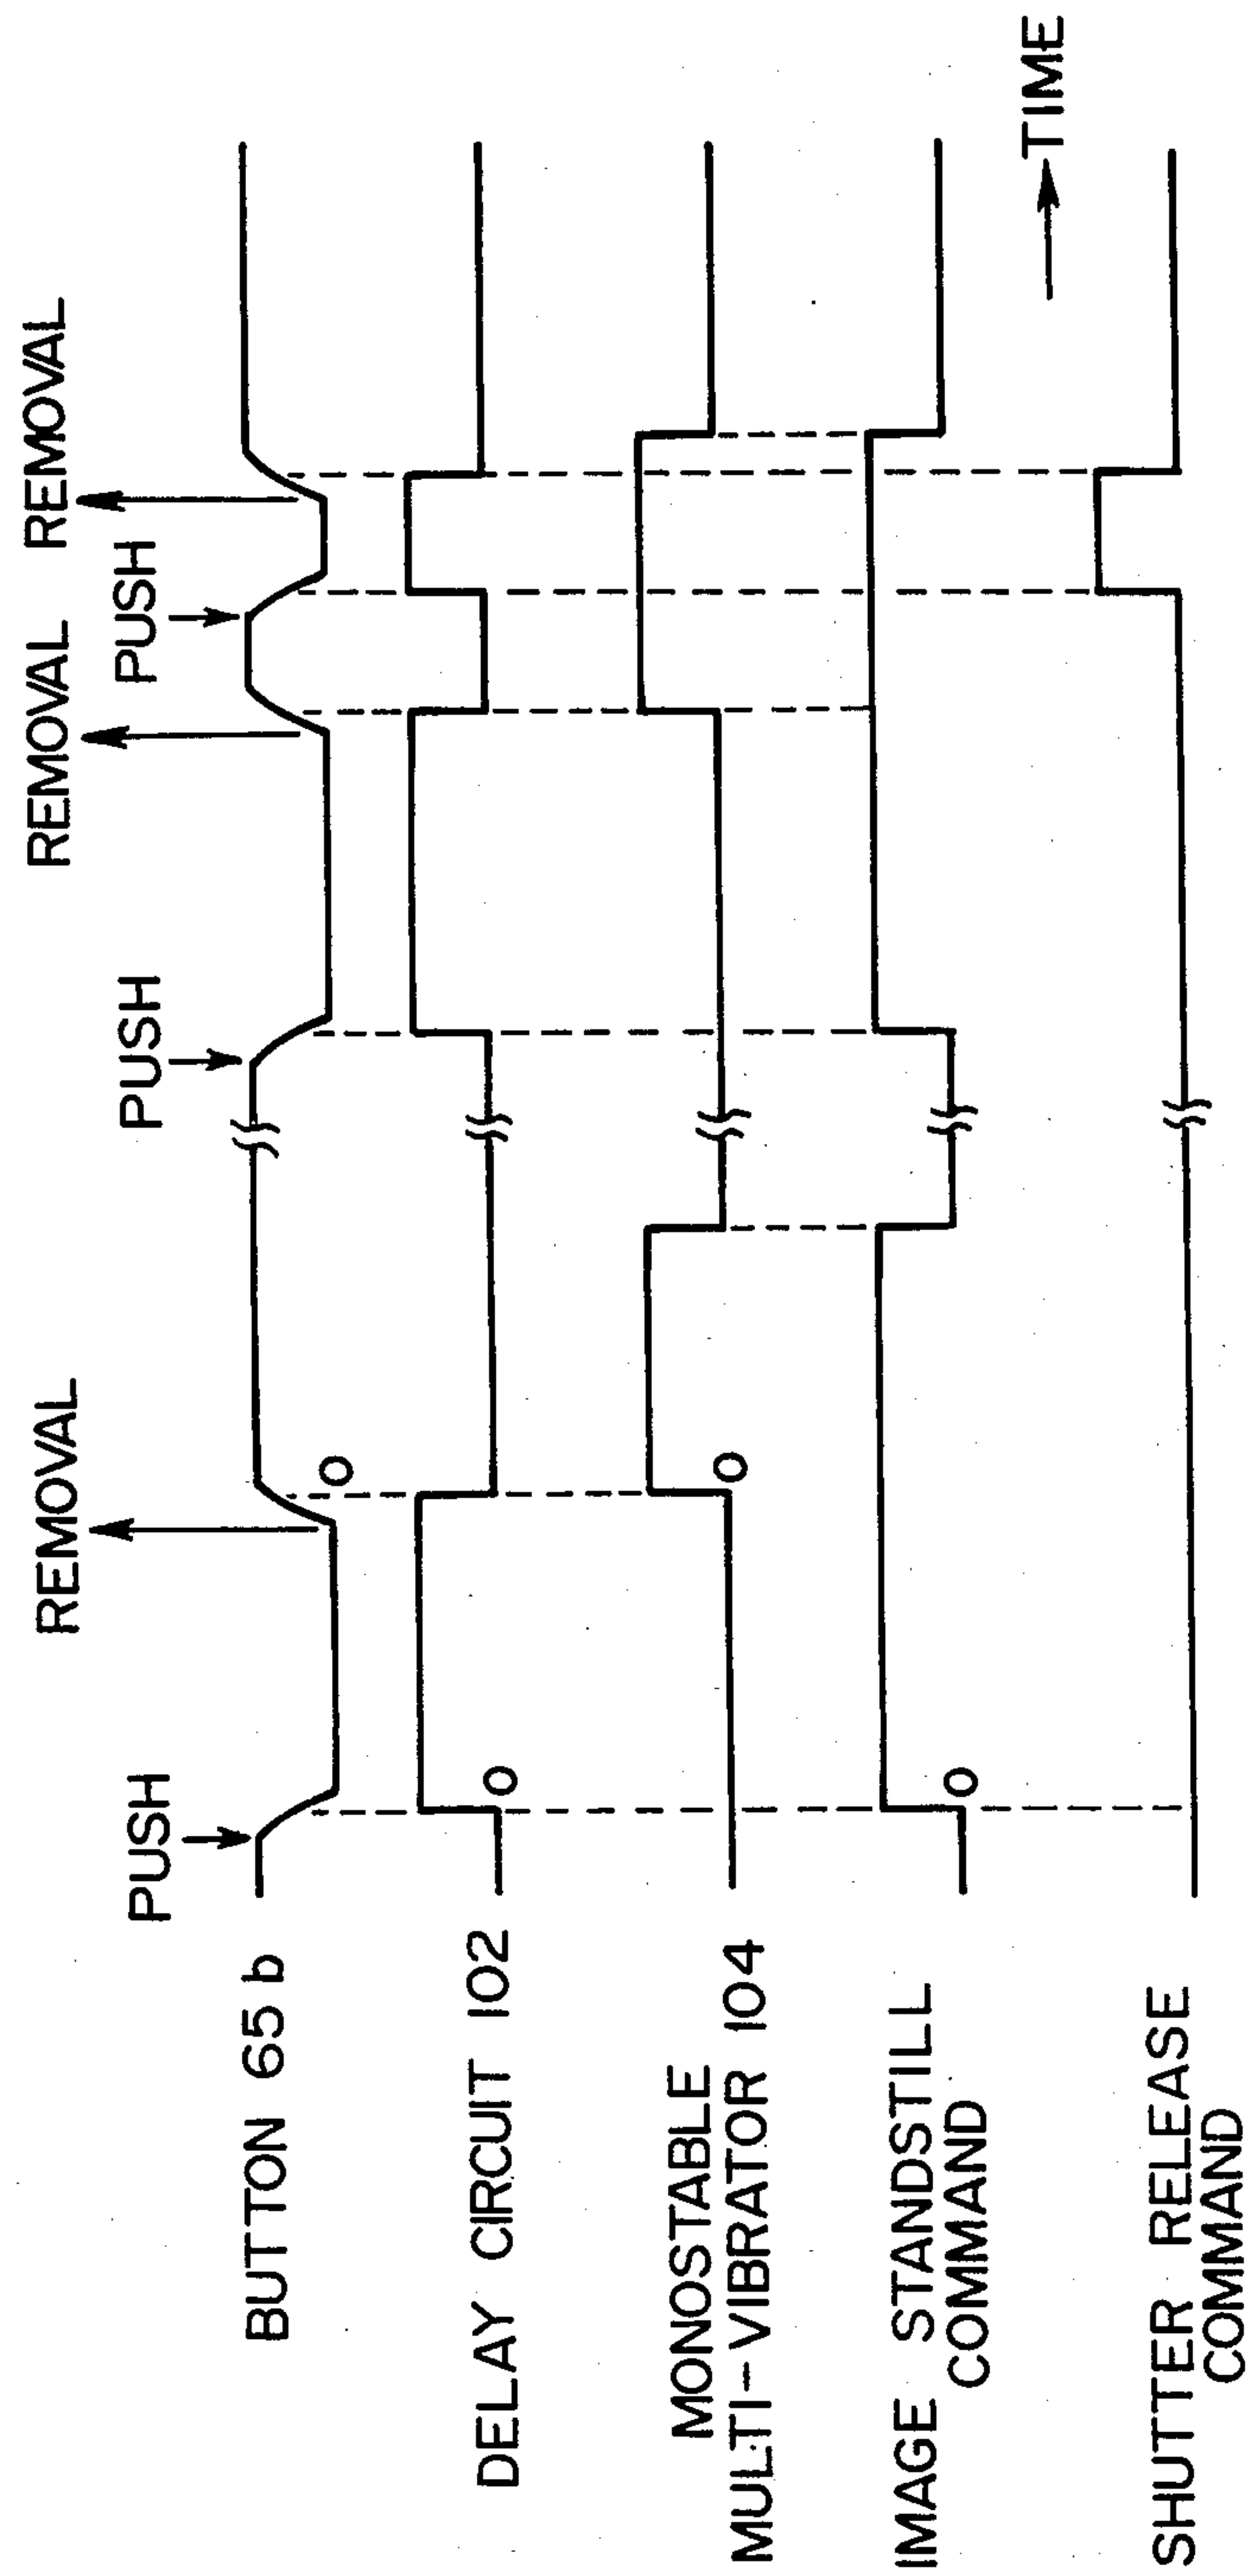 REMOVAL
REMOVAL REMOVAL
PUSH
PUSH
PUSH
BUTTON 65 b
O
DELAY CIRCUIT 102
O
MONOSTABLE
MULTI-VIBRATOR 104
O
IMAGE STANDSTILL
COMMAND
O
TIME
SHUTTER RELEASE
COMMAND